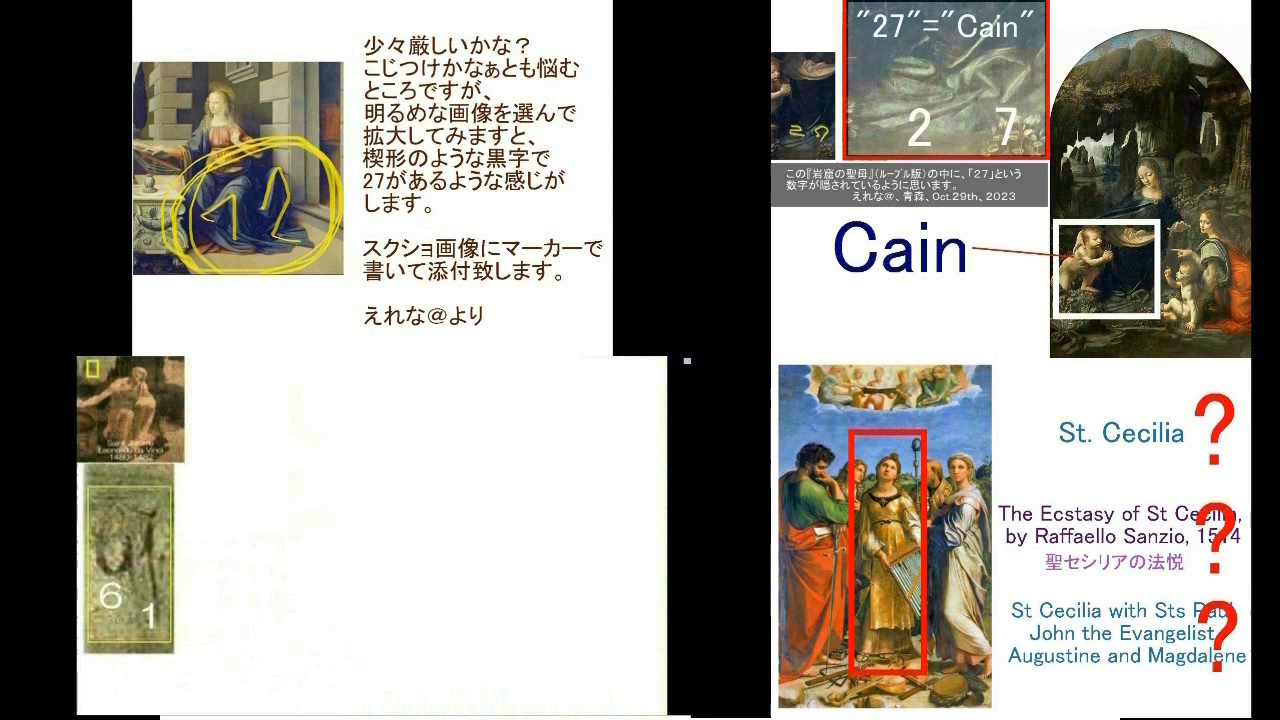 少々厳しいかな？
こじつけかなぁとも悩む
ところですが、
明るめな画像を選んで
拡大してみますと、
楔形のような黒字で
27があるような感じが
します。
スクショ画像にマーカーで
書いて添付致します。
えれな@より
Saint Jerome
Leonardo da Vinci
1480-1482
6
1
"27"="Cain"
2 7
27
この『岩窟の聖母』(ルーブル版)の中に、「27」という
数字が隠されているように思います。
えれな@、青森、Oct.29th、2023
Cain
St. Cecilia ?
The Ecstasy of St Cecilia,
by Raffaello Sanzio, 1514
?
聖セシリアの法悦
St Cecilia with Sts Paul
John the Evangelist
?
Augustine and Magdalene